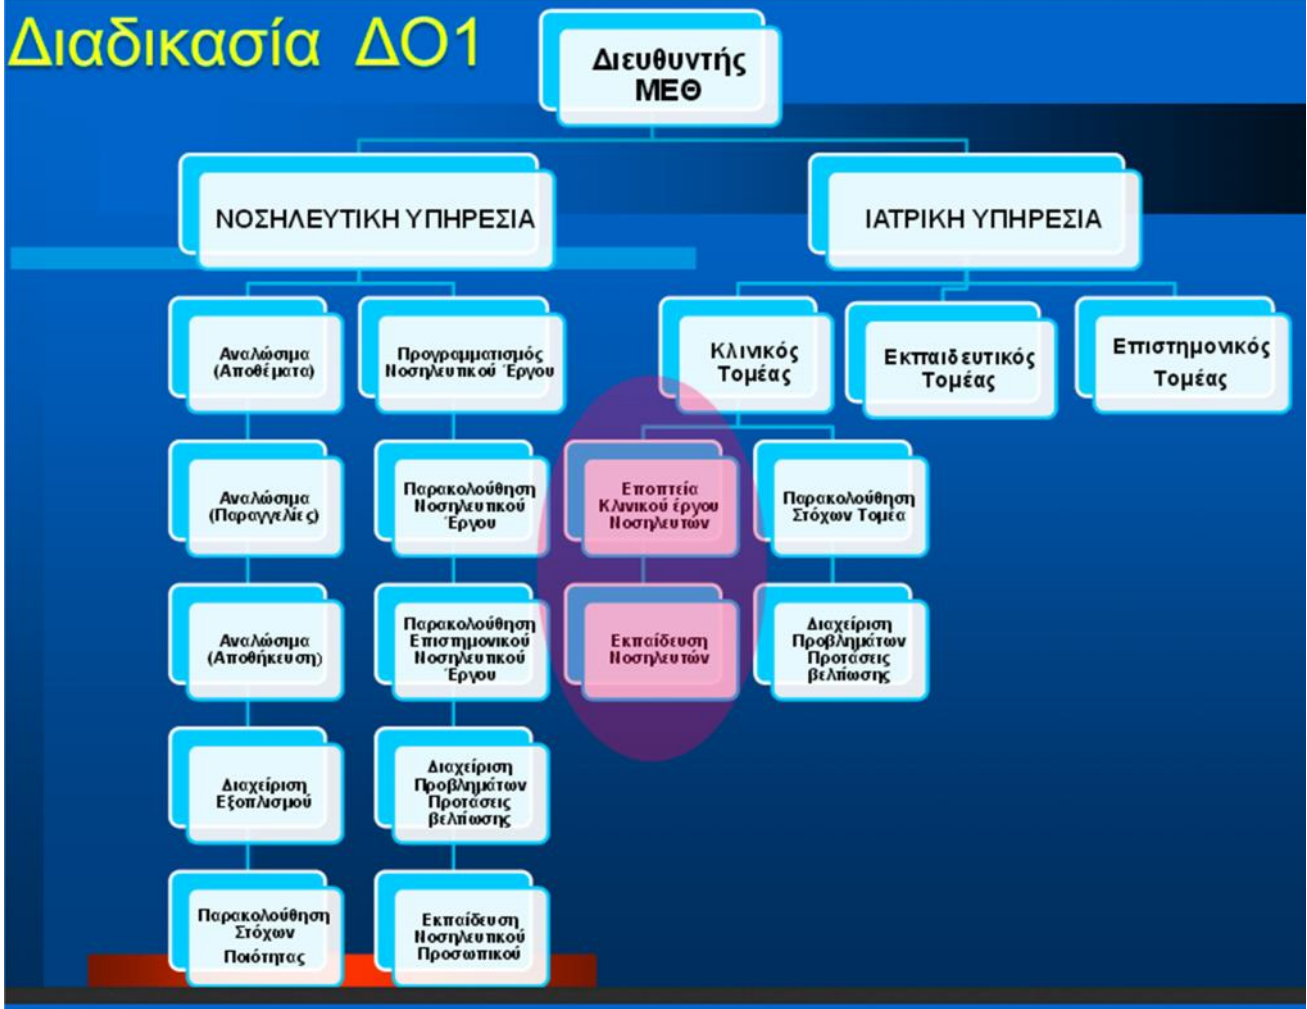 Διαδικασία ΔΟ1
Διευθυντής
ΜΕΘ
ΝΟΣΗΛΕΥΤΙΚΗ ΥΠΗΡΕΣΙΑ
ΙΑΤΡΙΚΗ ΥΠΗΡΕΣΙΑ
Αναλώσιμα
(Αποθέματα)
Προγραμματισμός
Νοσηλευτικού Έργου
Κλινικός
Τομέας
Εκπαιδευτικός
Τομέας
Επιστημονικός
Τομέας
Αναλώσιμα
(Παραγγελίες)
Παρακολούθηση
Νοσηλευτικού
Έργου
Εποπτεία
Κλινικού έργου
Νοσηλευτών
Παρακολούθηση
Στόχων Τομέα
Αναλώσιμα
(Αποθήκευση)
Παρακολούθηση
Επιστημονικού
Νοσηλευτικού
Έργου
Εκπαίδευση
Νοσηλευτών
Διαχείριση
Προβλημάτων
Προτάσεις
βελτίωσης
Διαχείριση
Εξοπλισμού
Διαχείριση
Προβλημάτων
Προτάσεις
βελτίωσης
Παρακολούθηση
Στόχων
Ποιότητας
Εκπαίδευση
Νοσηλευτικού
Προσωπικού